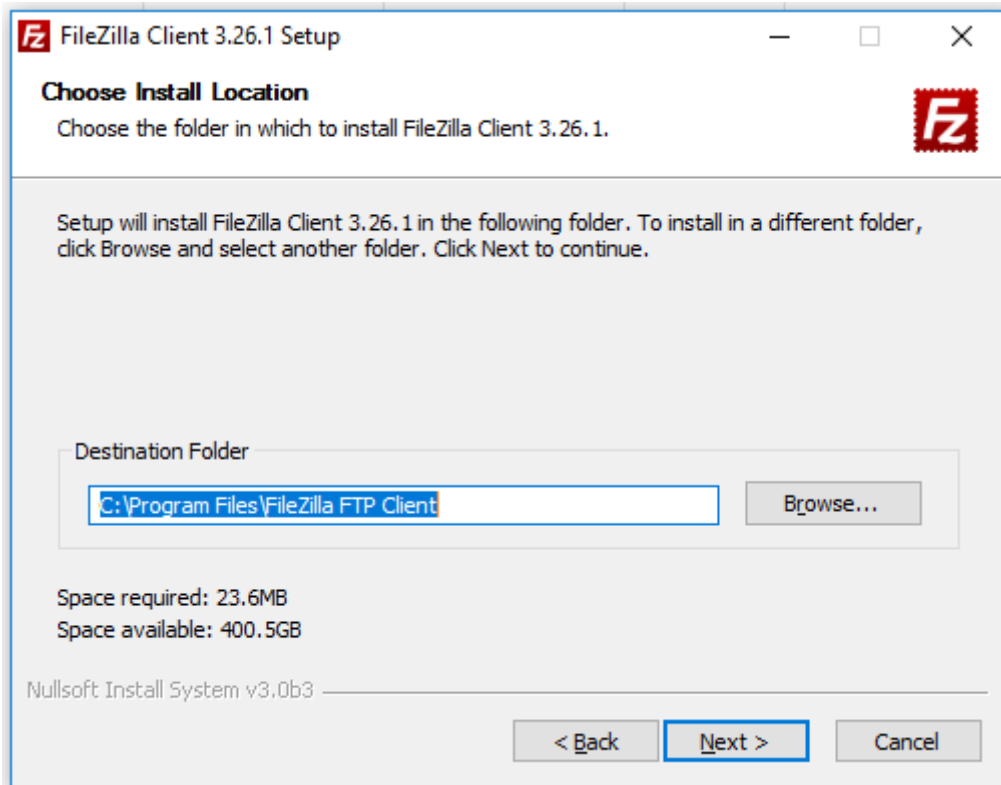 FileZilla Client 3.26.1 Setup
Choose Install Location
Choose the folder in which to install FileZilla Client 3.26.1.
Fz
Setup will install FileZilla Client 3.26.1 in the following folder. To install in a different folder,
click Browse and select another folder. Click Next to continue.
Destination Folder
C:\Program Files\FileZilla FTP Client
Browse...
Space required: 23.6MB
Space available: 400.5GB
Nullsoft Install System v3.0b3
< Back
Next >
Cancel